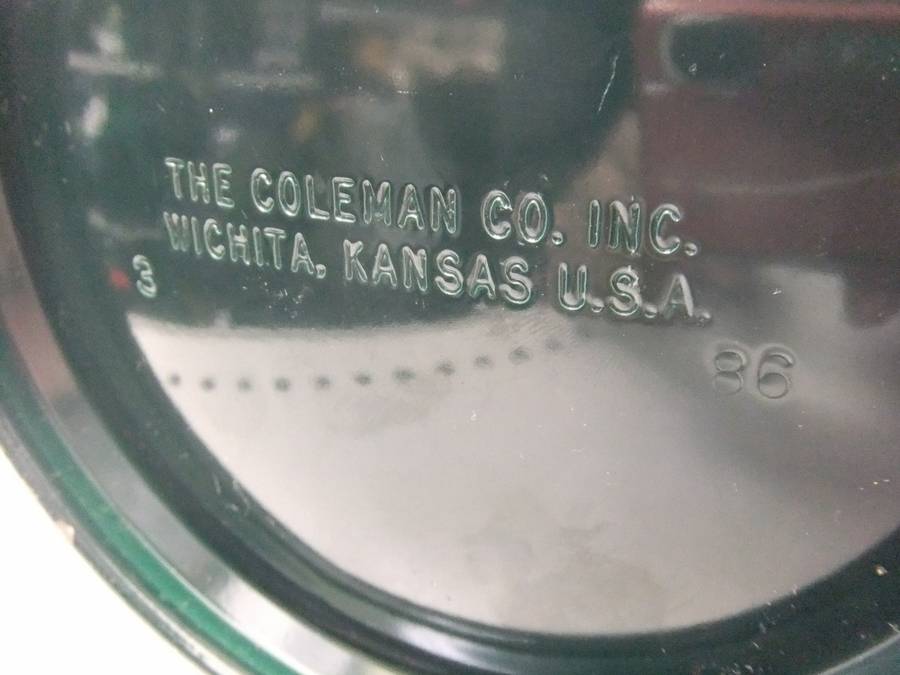 THE COLEMAN CO. INC.
WICHITA, KANSAS U.S.A.
3
86